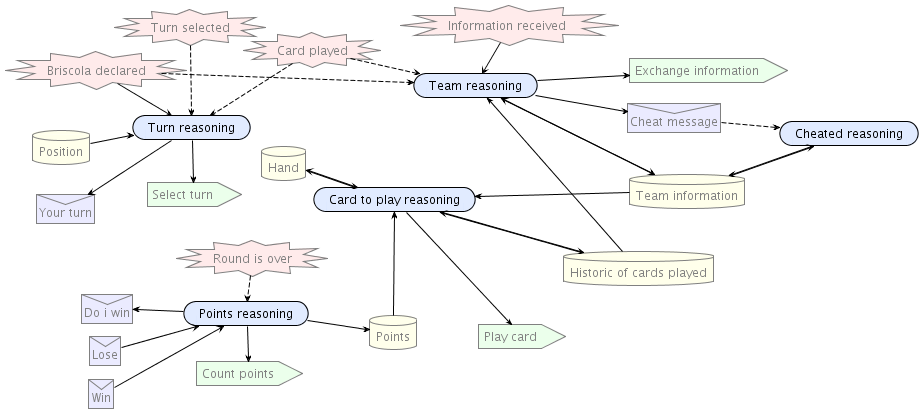 Turn selected
Information received
Card played
Briscola declared
Exchange information
Team reasoning
Cheat message
Turn reasoning
Cheated reasoning
Position
Hand
Select turn
Team information
Card to play reasoning
Your turn
Round is over
Historic of cards played
Do i win
Points reasoning
Points
Play card
Lose
Count points
Win